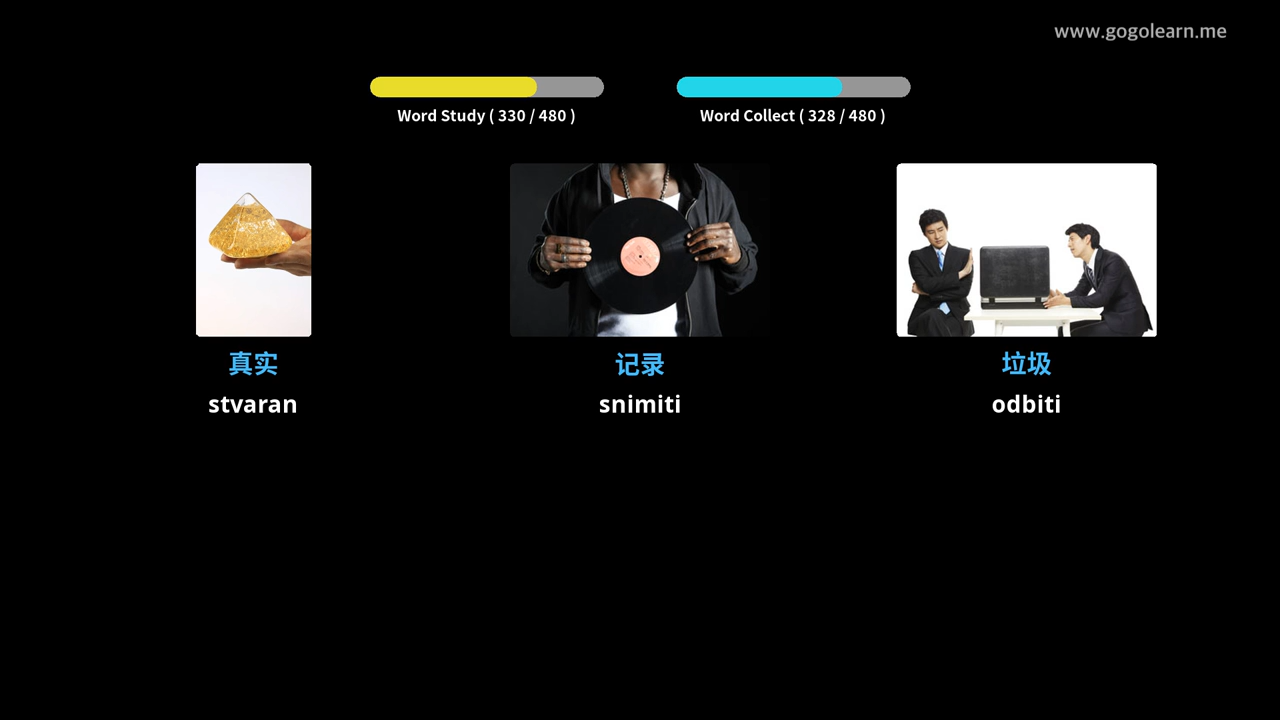 www.gogolearn.me
Word Study ( 330 / 480 )
Word Collect ( 328 / 480 )
真实
stvaran
记录
snimiti
垃圾
odbiti